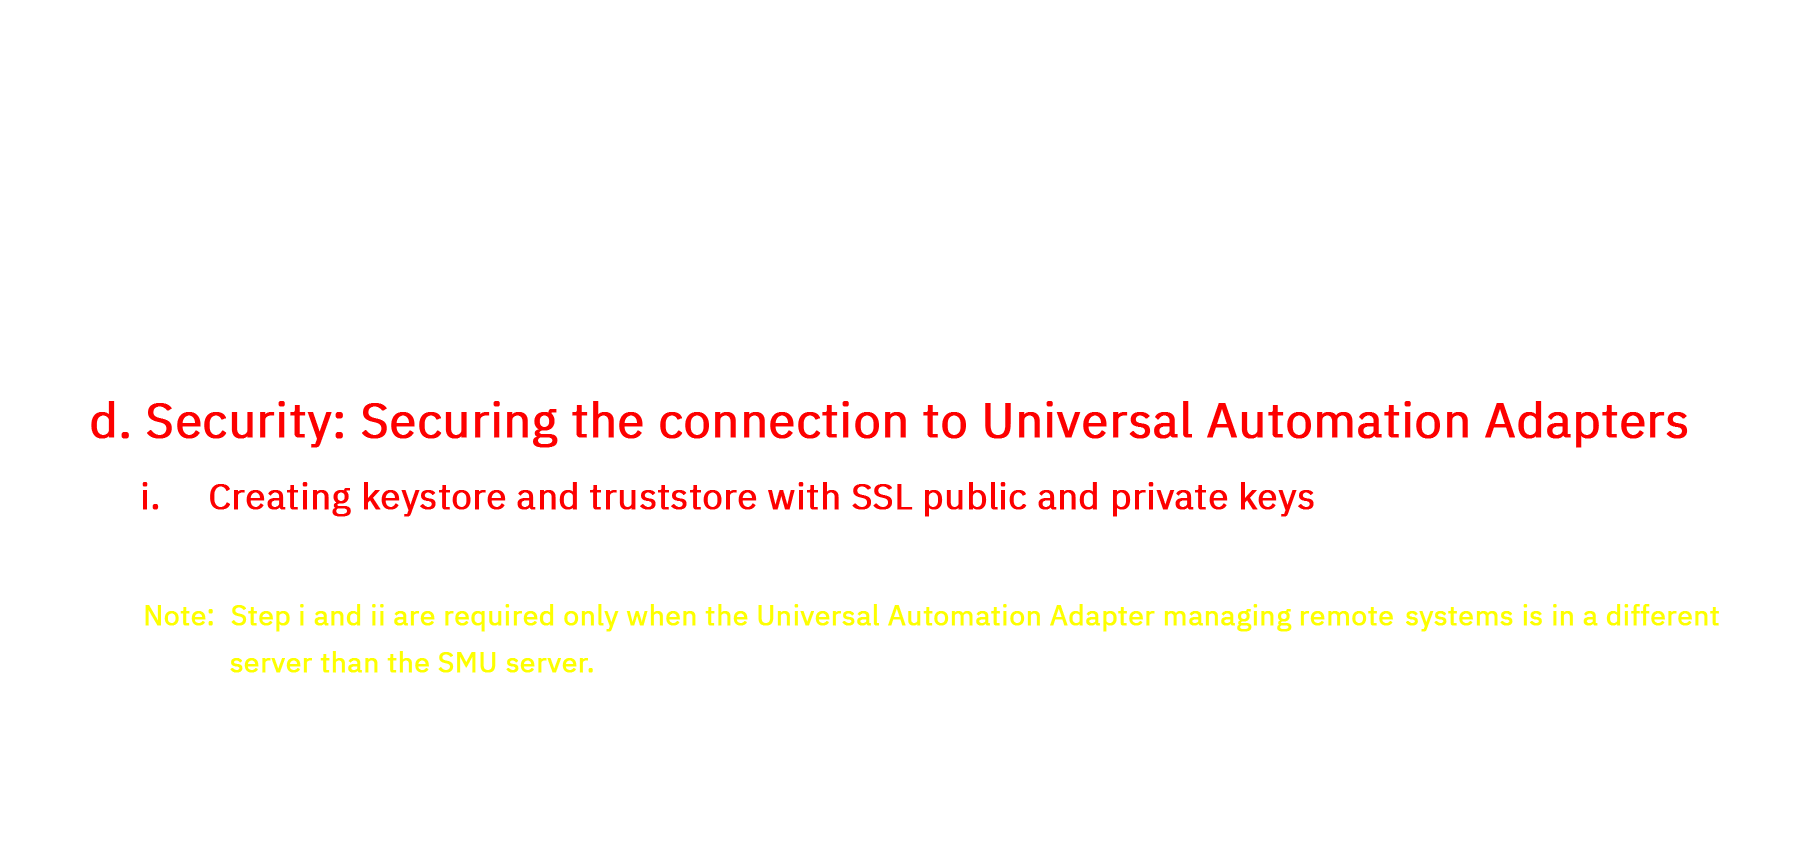 d. Security: Securing the connection to Universal Automation Adapters
i. Creating keystore and truststore with SSL public and private keys
Note: Step i and ii are required only when the Universal Automation Adapter managing remote systems is in a different
server than the SMU server.